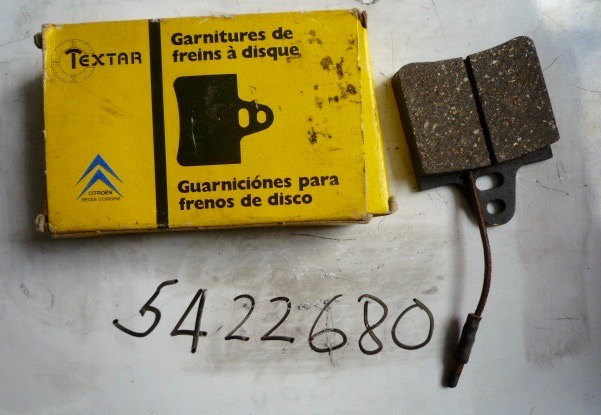 TEXTAR
Garnitures de
freins à disque
CITROËN
PIECES D'ORIGINE
Guarniciónes para
frenos de disco
5422680